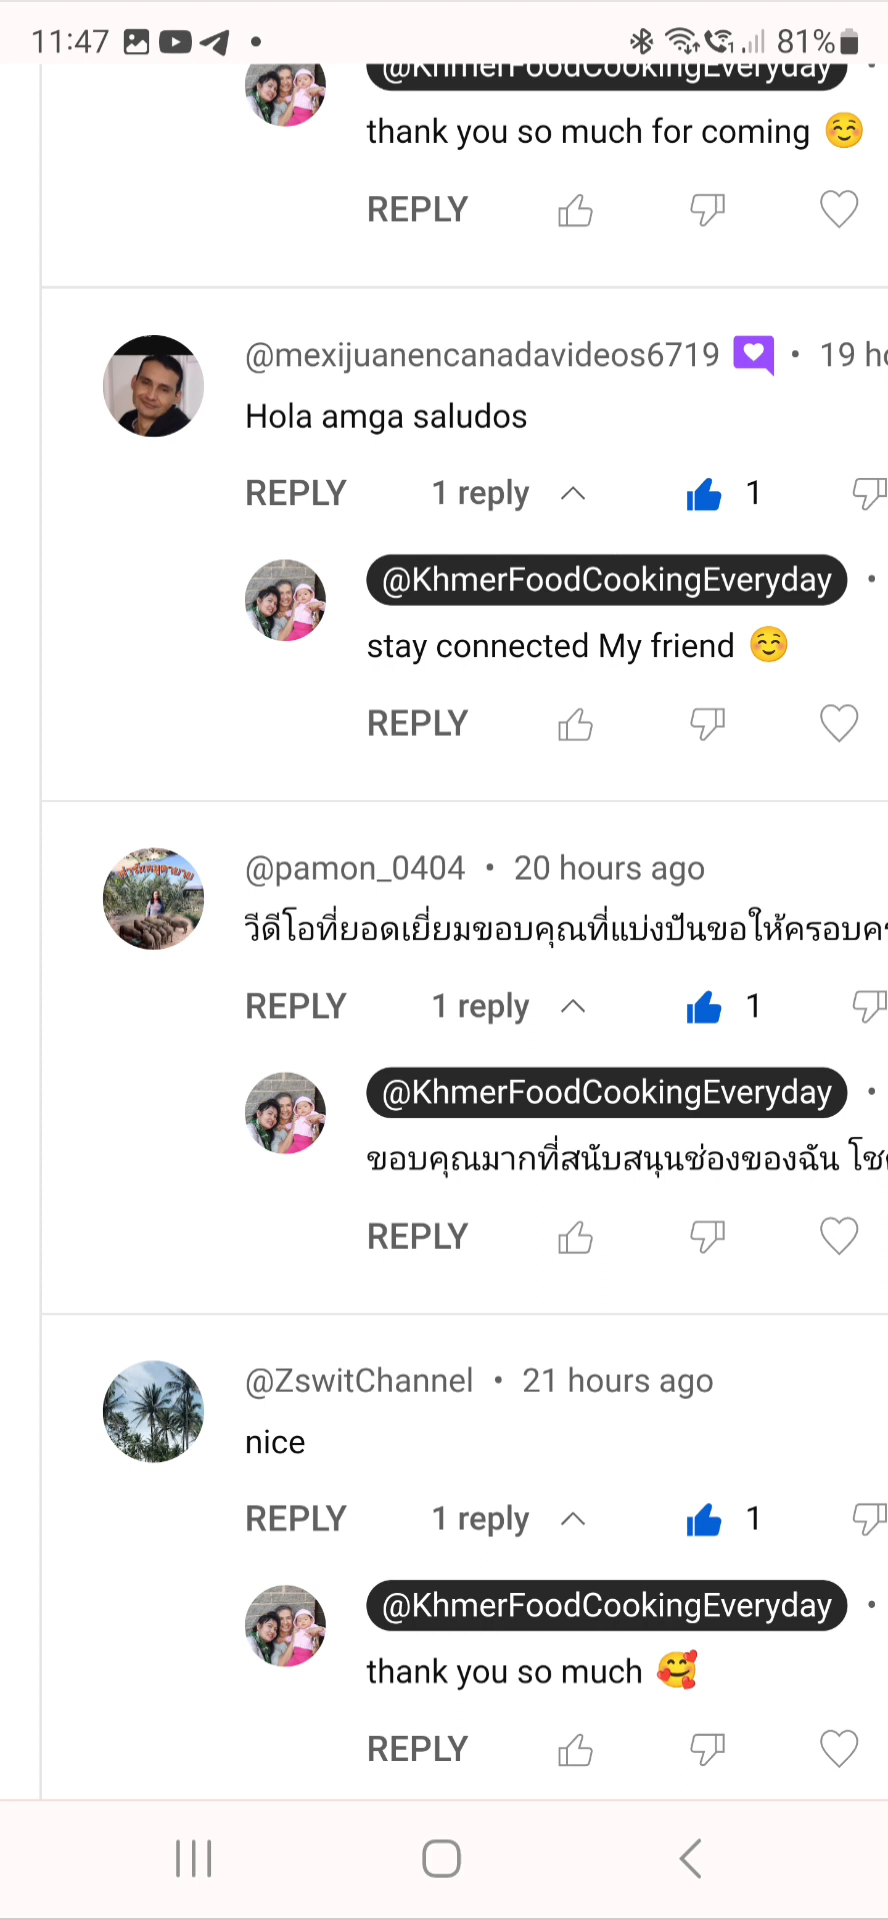 11:47 81%
@KhmerFoodCookingEveryday
thank you so much for coming ☺️
REPLY
@mexijuanencanadavideos6719 • 19 ho
Hola amga saludos
REPLY 1 reply 1
@KhmerFoodCookingEveryday •
stay connected My friend ☺️
REPLY
@pamon_0404 • 20 hours ago
วีดีโอที่ยอดเยี่ยมขอบคุณที่แบ่งปันขอให้ครอบคร
REPLY 1 reply 1
@KhmerFoodCookingEveryday •
ขอบคุณมากที่สนับสนุนช่องของฉัน โช
REPLY
@ZswitChannel • 21 hours ago
nice
REPLY 1 reply 1
@KhmerFoodCookingEveryday •
thank you so much 🥰
REPLY